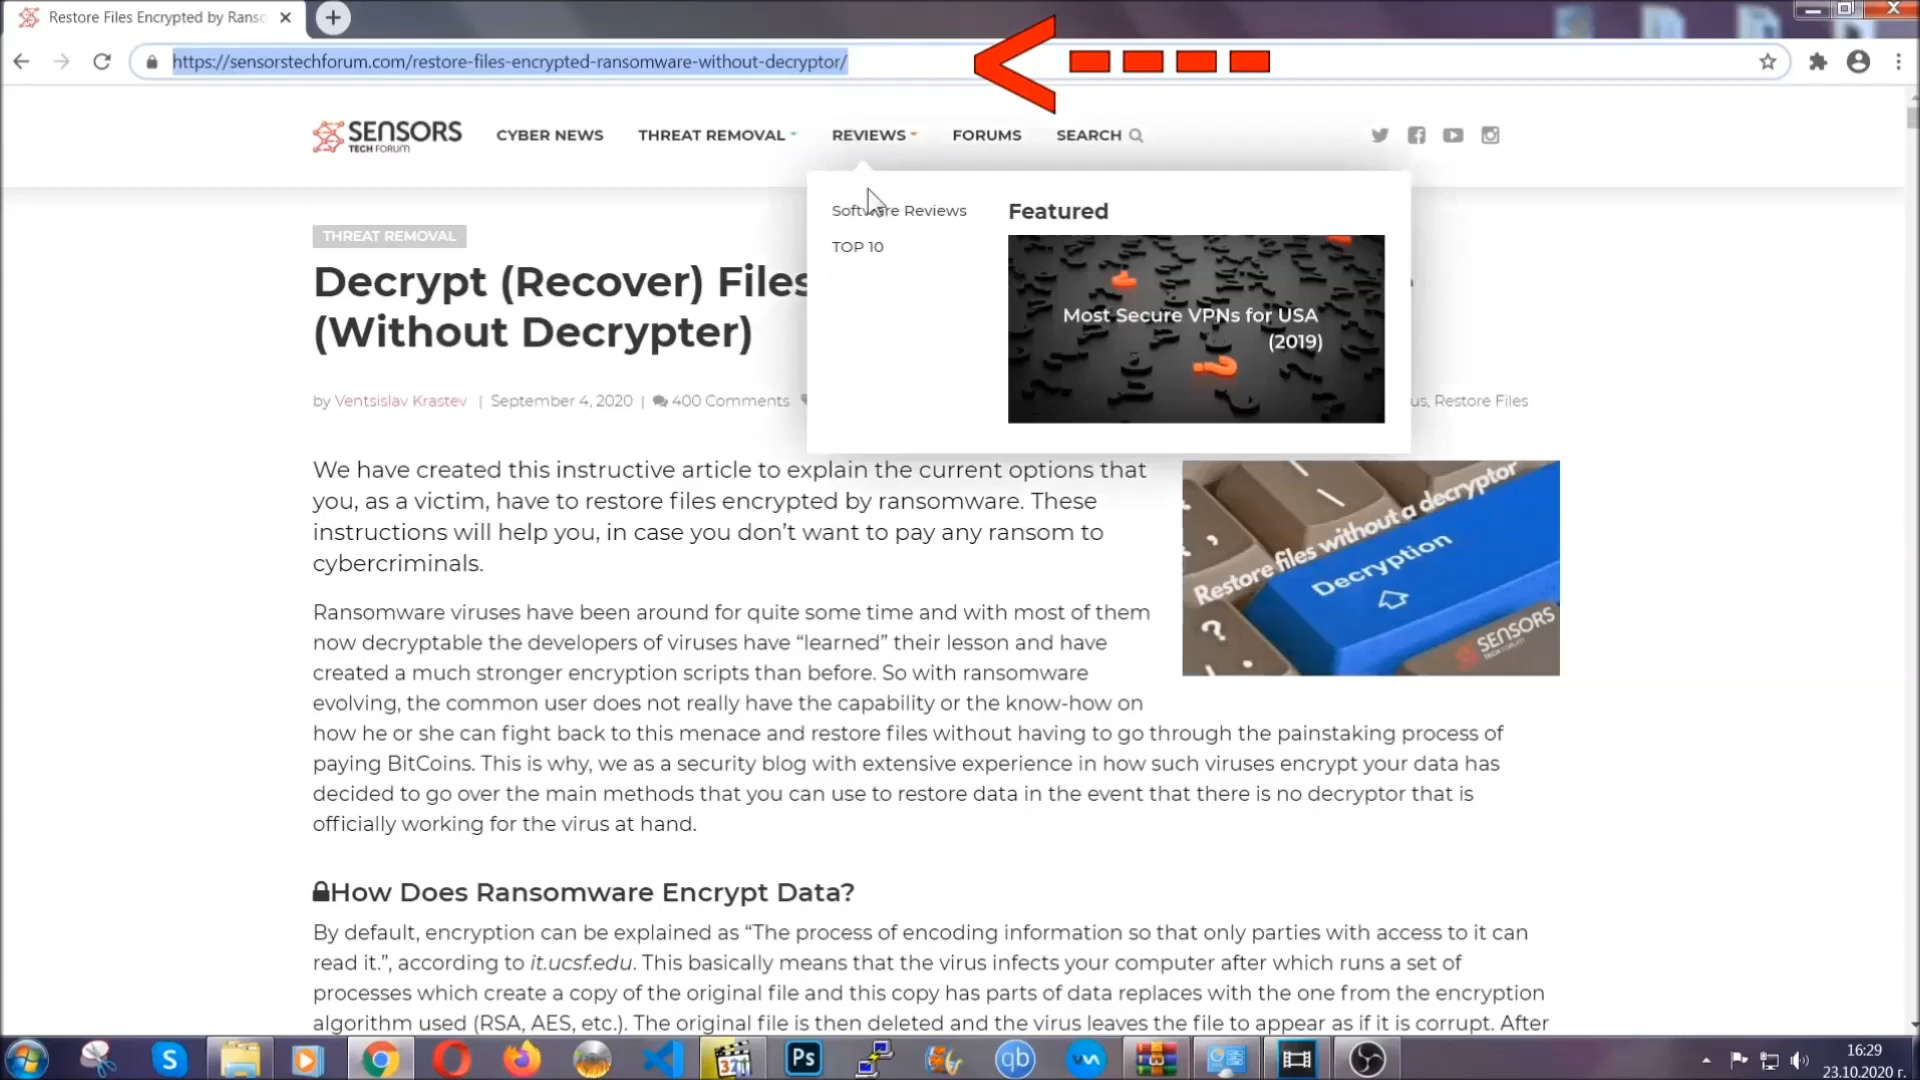 Restore Files Encrypted by Ranso
https://sensorstechforum.com/restore-files-encrypted-ransomware-without-decryptor/
SENSORS
TECH FORUM
CYBER NEWS
THREAT REMOVAL
REVIEWS
FORUMS
SEARCH
Software Reviews
TOP 10
Featured
Most Secure VPNs for USA
(2019)
THREAT REMOVAL
Decrypt (Recover) Files
(Without Decrypter)
by Ventsislav Krastev | September 4, 2020 | 400 Comments
us, Restore Files
We have created this instructive article to explain the current options that
you, as a victim, have to restore files encrypted by ransomware. These
instructions will help you, in case you don’t want to pay any ransom to
cybercriminals.
Restore files without a decryptor
Decryption
SENSORS
Ransomware viruses have been around for quite some time and with most of them
now decryptable the developers of viruses have “learned” their lesson and have
created a much stronger encryption scripts than before. So with ransomware
evolving, the common user does not really have the capability or the know-how on
how he or she can fight back to this menace and restore files without having to go through the painstaking process of
paying BitCoins. This is why, we as a security blog with extensive experience in how such viruses encrypt your data has
decided to go over the main methods that you can use to restore data in the event that there is no decryptor that is
officially working for the virus at hand.
How Does Ransomware Encrypt Data?
By default, encryption can be explained as “The process of encoding information so that only parties with access to it can
read it.”, according to it.ucsf.edu. This basically means that the virus infects your computer after which runs a set of
processes which create a copy of the original file and this copy has parts of data replaces with the one from the encryption
algorithm used (RSA, AES, etc.). The original file is then deleted and the virus leaves the file to appear as if it is corrupt. After
S
321
Ps
qb
16:29
23.10.2020 г.